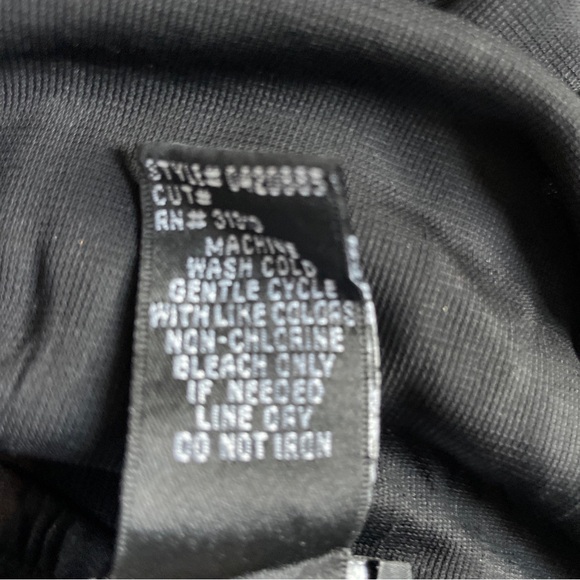 STYLE#
CUT#
RN#
MACHINE
WASH COLD
GENTLE CYCLE
WITH LIKE COLORS
NON-CHLORINE
BLEACH ONLY
IF NEEDED
LINE DRY
DO NOT IRON